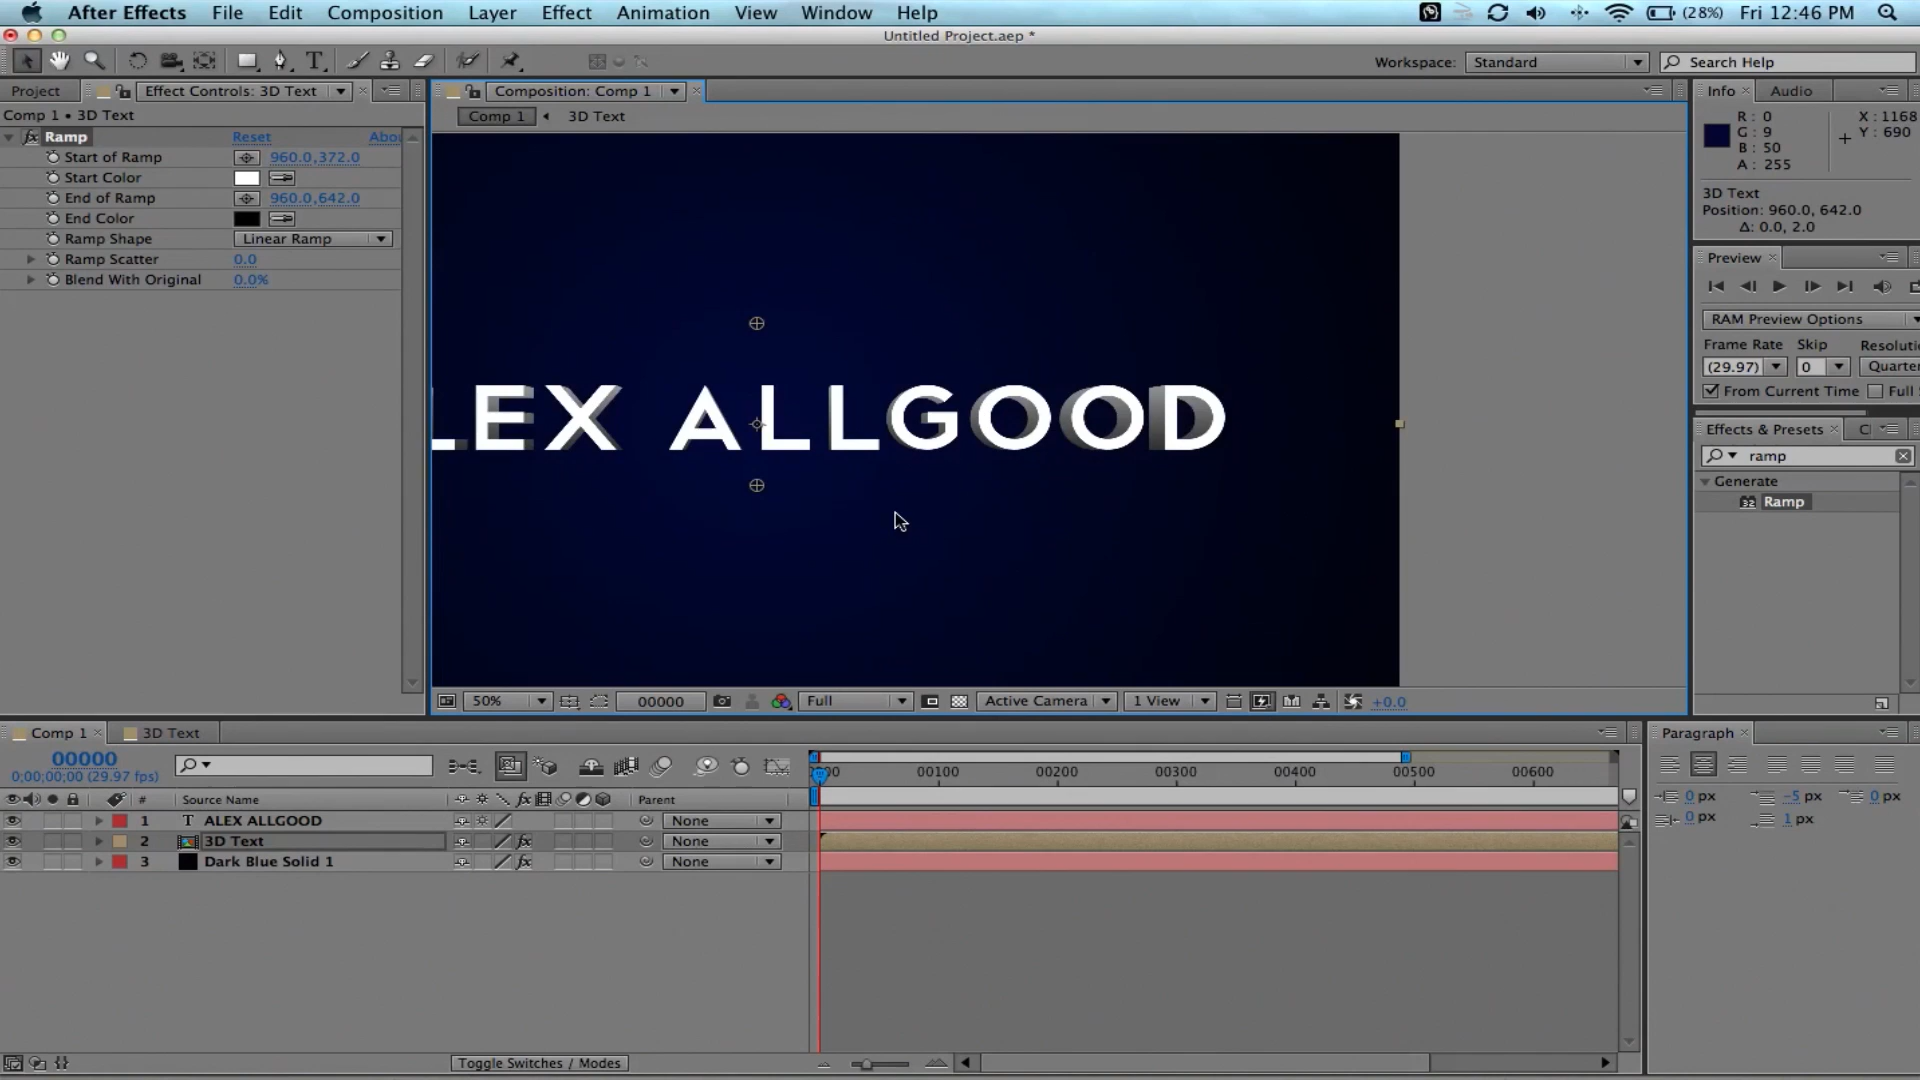 After Effects File Edit Composition Layer Effect Animation View Window Help (28%) Fri 12:46 PM
Untitled Project.aep *
Workspace: Standard Search Help
Project Effect Controls: 3D Text Composition: Comp 1 Info Audio
Comp 1 • 3D Text
Comp 1 3D Text
Ramp Reset Abou
Start of Ramp 960.0,372.0
Start Color
End of Ramp 960.0,642.0
End Color
Ramp Shape Linear Ramp
Ramp Scatter 0.0
Blend With Original 0.0%
LEX ALLGOOD
R: 0
G: 9
B: 50
A: 255
X: 1168
Y: 690
3D Text
Position: 960.0, 642.0
Δ: 0.0, 2.0
Preview
RAM Preview Options
Frame Rate Skip Resoluti
(29.97) 0 Quarter
From Current Time Full
Effects & Presets
ramp
Generate
32 Ramp
50% 00000 Full Active Camera 1 View +0.0
Comp 1 3D Text
00000
0;00;00;00 (29.97 fps)
00100 00200 00300 00400 00500 00600
# Source Name fx Parent
1 T ALEX ALLGOOD None
2 3D Text fx None
3 Dark Blue Solid 1 fx None
Toggle Switches / Modes
Paragraph
0 px -5 px 0 px
0 px 1 px